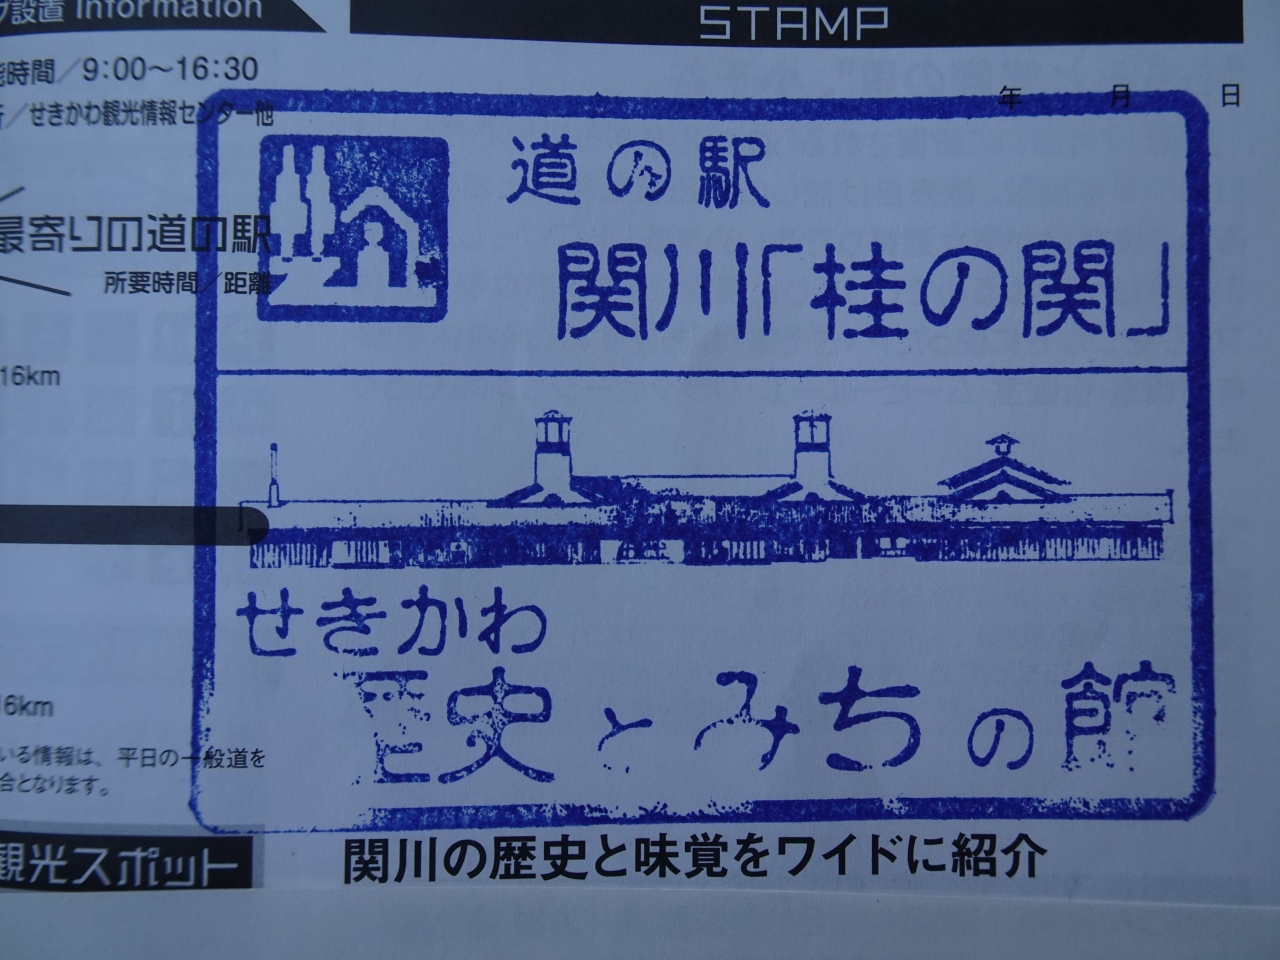 設置 Information
STAMP
時間/9:00～16:30
年 月 日
/せきかわ観光情報センター他
道の駅
関川「桂の関」
最寄りの道の駅
所要時間/距離
16km
せきかわ
歴史とみちの館
16km
いる情報は、平日の一般道を
合となります。
観光スポット
関川の歴史と味覚をワイドに紹介